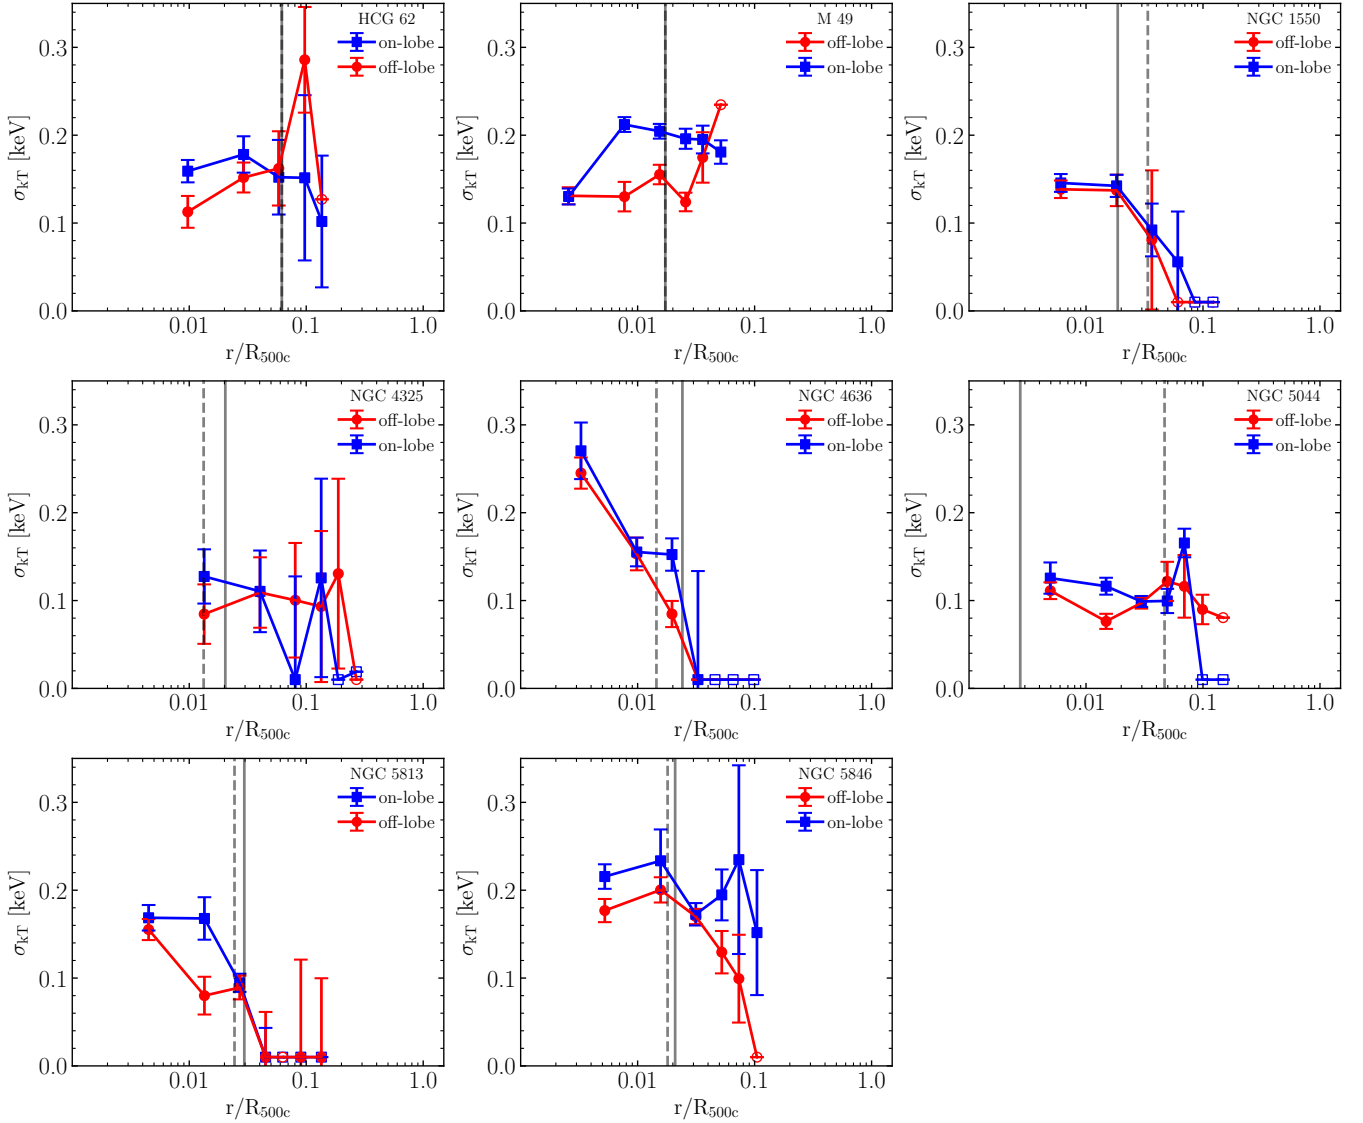 HCG 62
on-lobe
off-lobe
0.3
0.2
0.1
0.0
σkT [keV]
0.01
0.1
1.0
r/R500c
M 49
off-lobe
on-lobe
0.3
0.2
0.1
0.0
σkT [keV]
0.01
0.1
1.0
r/R500c
NGC 1550
off-lobe
on-lobe
0.3
0.2
0.1
0.0
σkT [keV]
0.01
0.1
1.0
r/R500c
NGC 4325
off-lobe
on-lobe
0.3
0.2
0.1
0.0
σkT [keV]
0.01
0.1
1.0
r/R500c
NGC 4636
off-lobe
on-lobe
0.3
0.2
0.1
0.0
σkT [keV]
0.01
0.1
1.0
r/R500c
NGC 5044
off-lobe
on-lobe
0.3
0.2
0.1
0.0
σkT [keV]
0.01
0.1
1.0
r/R500c
NGC 5813
on-lobe
off-lobe
0.3
0.2
0.1
0.0
σkT [keV]
0.01
0.1
1.0
r/R500c
NGC 5846
off-lobe
on-lobe
0.3
0.2
0.1
0.0
σkT [keV]
0.01
0.1
1.0
r/R500c